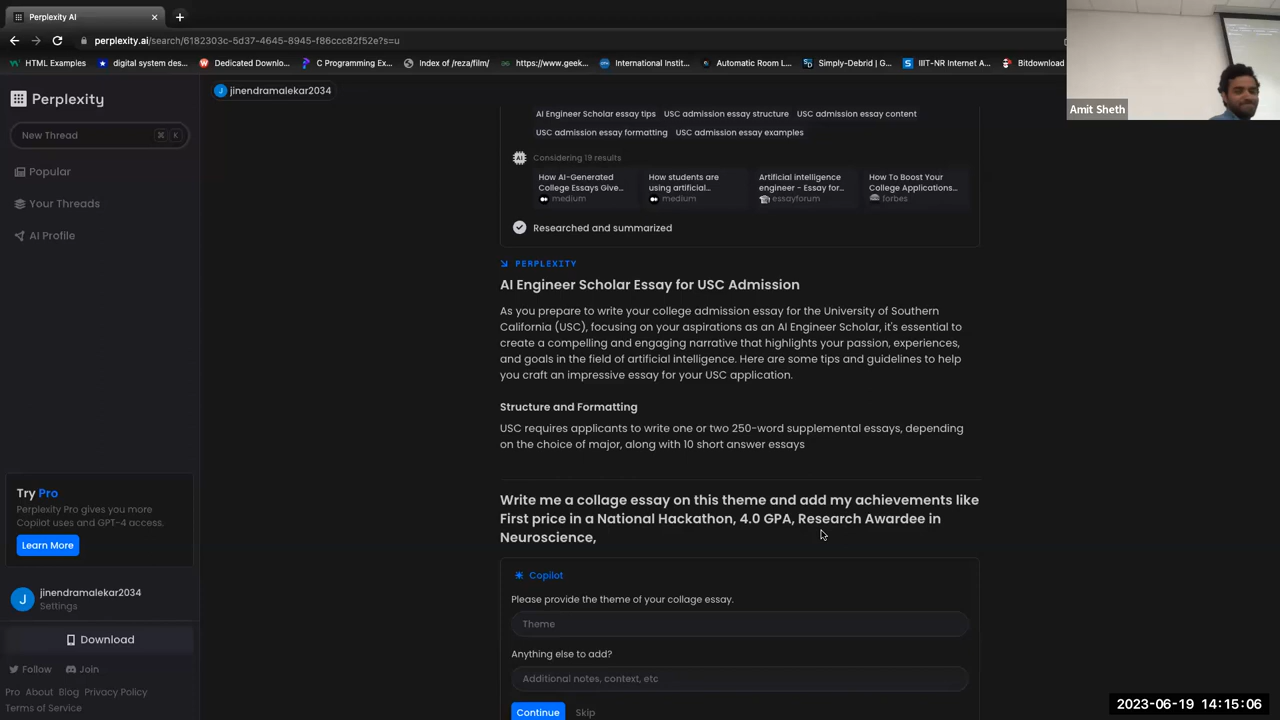 Perplexity AI
perplexity.ai/search/6182303c-5d37-4645-8945-f86ccc82f52e?s=u
HTML Examples
digital system des...
Dedicated Downlo...
C Programming Ex...
Index of /reza/film/
https://www.geek...
International Instit...
Automatic Room L...
Simply-Debrid | G...
IIIT-NR Internet A...
Bitdownload
Amit Sheth
Perplexity
New Thread
⌘ K
Popular
Your Threads
AI Profile
jinendramalekar2034
AI Engineer Scholar essay tips USC admission essay structure USC admission essay content
USC admission essay formatting USC admission essay examples
Considering 19 results
How AI-Generated
College Essays Give...
medium
How students are
using artificial...
medium
Artificial intelligence
engineer - Essay for...
essayforum
How To Boost Your
College Applications...
forbes
Researched and summarized
PERPLEXITY
AI Engineer Scholar Essay for USC Admission
As you prepare to write your college admission essay for the University of Southern
California (USC), focusing on your aspirations as an AI Engineer Scholar, it's essential to
create a compelling and engaging narrative that highlights your passion, experiences,
and goals in the field of artificial intelligence. Here are some tips and guidelines to help
you craft an impressive essay for your USC application.
Structure and Formatting
USC requires applicants to write one or two 250-word supplemental essays, depending
on the choice of major, along with 10 short answer essays
Write me a collage essay on this theme and add my achievements like
First price in a National Hackathon, 4.0 GPA, Research Awardee in
Neuroscience,
Copilot
Please provide the theme of your collage essay.
Theme
Anything else to add?
Additional notes, context, etc
Continue Skip
Try Pro
Perplexity Pro gives you more
Copilot uses and GPT-4 access.
Learn More
jinendramalekar2034
Settings
Download
Follow Join
Pro About Blog Privacy Policy
Terms of Service
2023-06-19 14:15:06